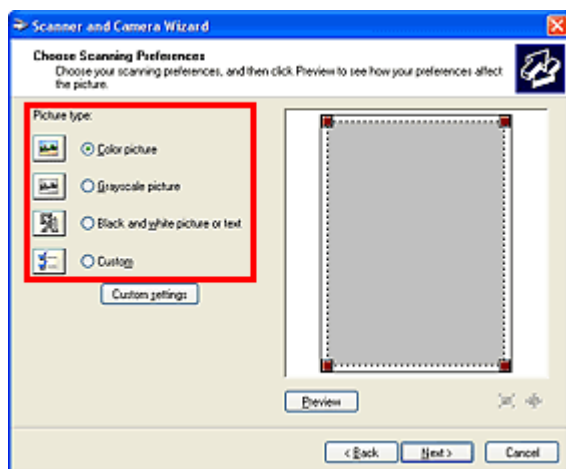 Scanner and Camera Wizard
Choose Scanning Preferences
Choose your scanning preferences, and then click Preview to see how your preferences affect
the picture.
Picture type:
Color picture
Grayscale picture
Black and white picture or text
Custom
Custom settings
Preview
< Back
Next >
Cancel